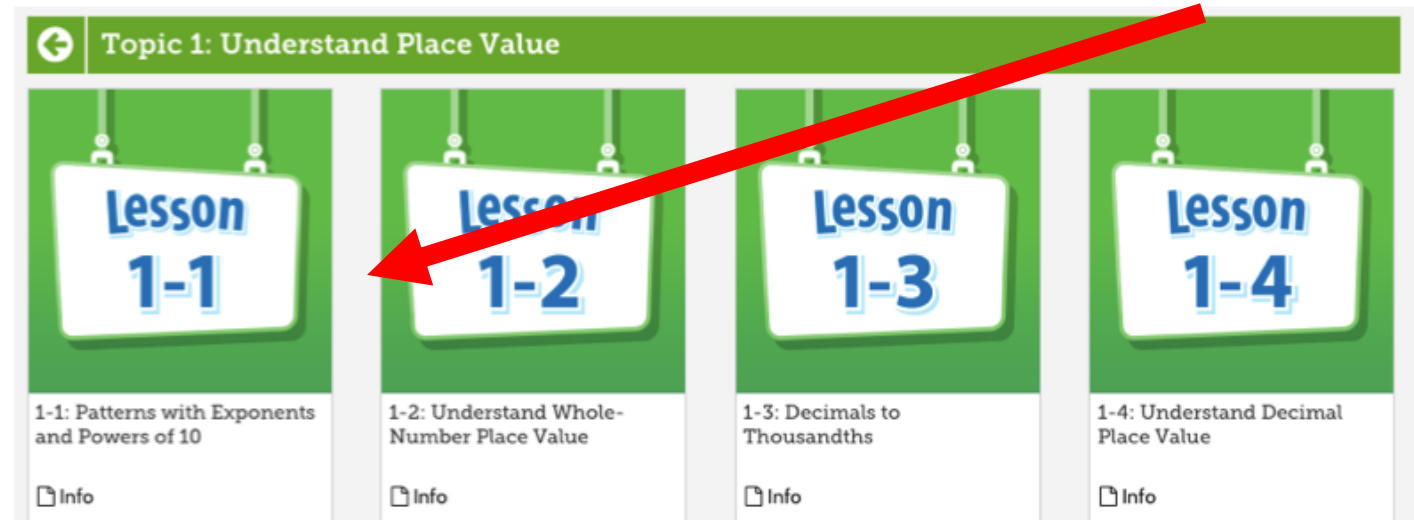 Topic 1: Understand Place Value
Lesson
1-1
Lesson
1-2
Lesson
1-3
Lesson
1-4
1-1: Patterns with Exponents
and Powers of 10
1-2: Understand Whole-
Number Place Value
1-3: Decimals to
Thousandths
1-4: Understand Decimal
Place Value
Info
Info
Info
Info